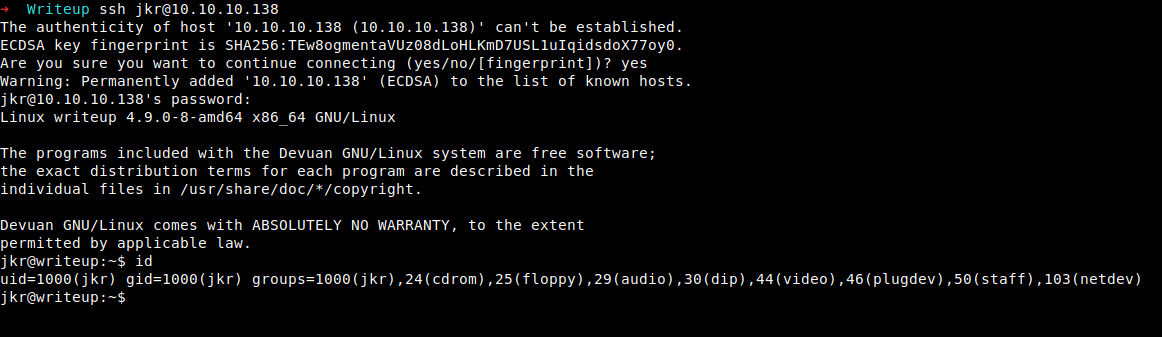 ➜  Writeup ssh jkr@10.10.10.138
The authenticity of host '10.10.10.138 (10.10.10.138)' can't be established.
ECDSA key fingerprint is SHA256:TEw8ogmentaVUz08dLoHLKmD7USL1uIqidsdoX77oy0.
Are you sure you want to continue connecting (yes/no/[fingerprint])? yes
Warning: Permanently added '10.10.10.138' (ECDSA) to the list of known hosts.
jkr@10.10.10.138's password:
Linux writeup 4.9.0-8-amd64 x86_64 GNU/Linux

The programs included with the Devuan GNU/Linux system are free software;
the exact distribution terms for each program are described in the
individual files in /usr/share/doc/*/copyright.

Devuan GNU/Linux comes with ABSOLUTELY NO WARRANTY, to the extent
permitted by applicable law.
jkr@writeup:~$ id
uid=1000(jkr) gid=1000(jkr) groups=1000(jkr),24(cdrom),25(floppy),29(audio),30(dip),44(video),46(plugdev),50(staff),103(netdev)
jkr@writeup:~$